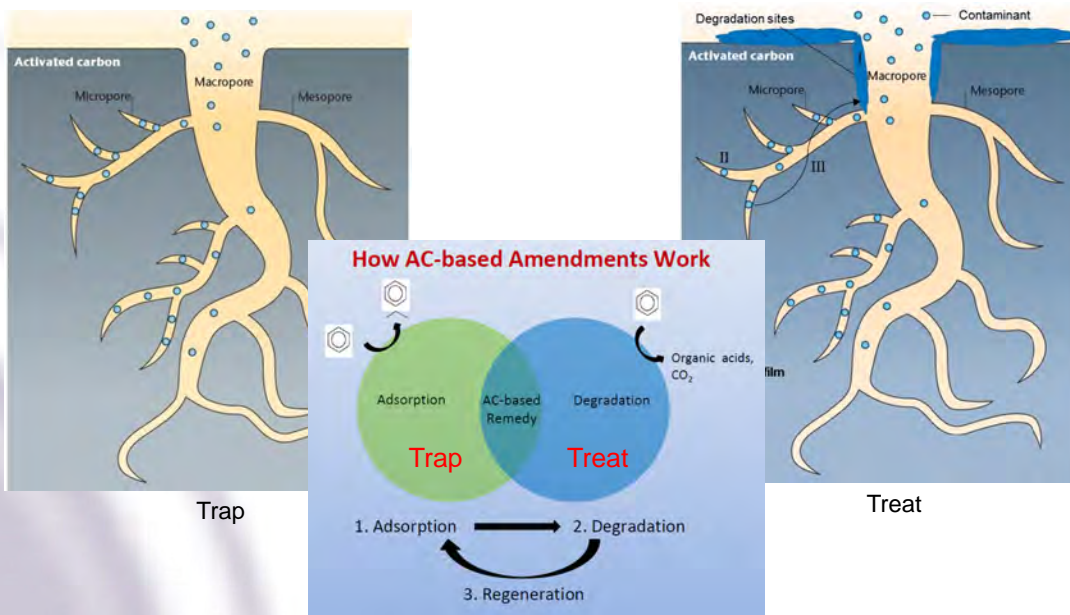 Activated carbon
Macropore
Micropore
Mesopore
Trap
Degradation sites
Contaminant
Activated carbon
I
Macropore
Micropore
Mesopore
II
III
film
Treat
How AC-based Amendments Work
Organic acids,
CO₂
Adsorption
AC-based
Remedy
Degradation
Trap
Treat
1. Adsorption
2. Degradation
3. Regeneration